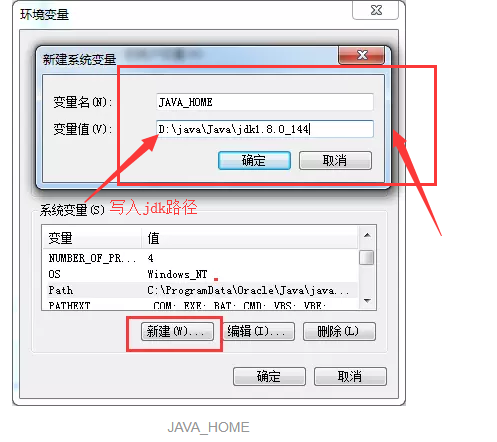 环境变量
新建系统变量
变量名(N):
JAVA_HOME
变量值(V):
D:\java\Java\jdk1.8.0_144
确定
取消
系统变量(S)
写入jdk路径
变量
值
NUMBER_OF_PR...
4
OS
Windows_NT
Path
C:\ProgramData\Oracle\Java\java...
PATHEXT
.COM;.EXE;.BAT;.CMD;.VBS;.VBE;
新建(W)...
编辑(I)...
删除(L)
确定
取消
JAVA_HOME